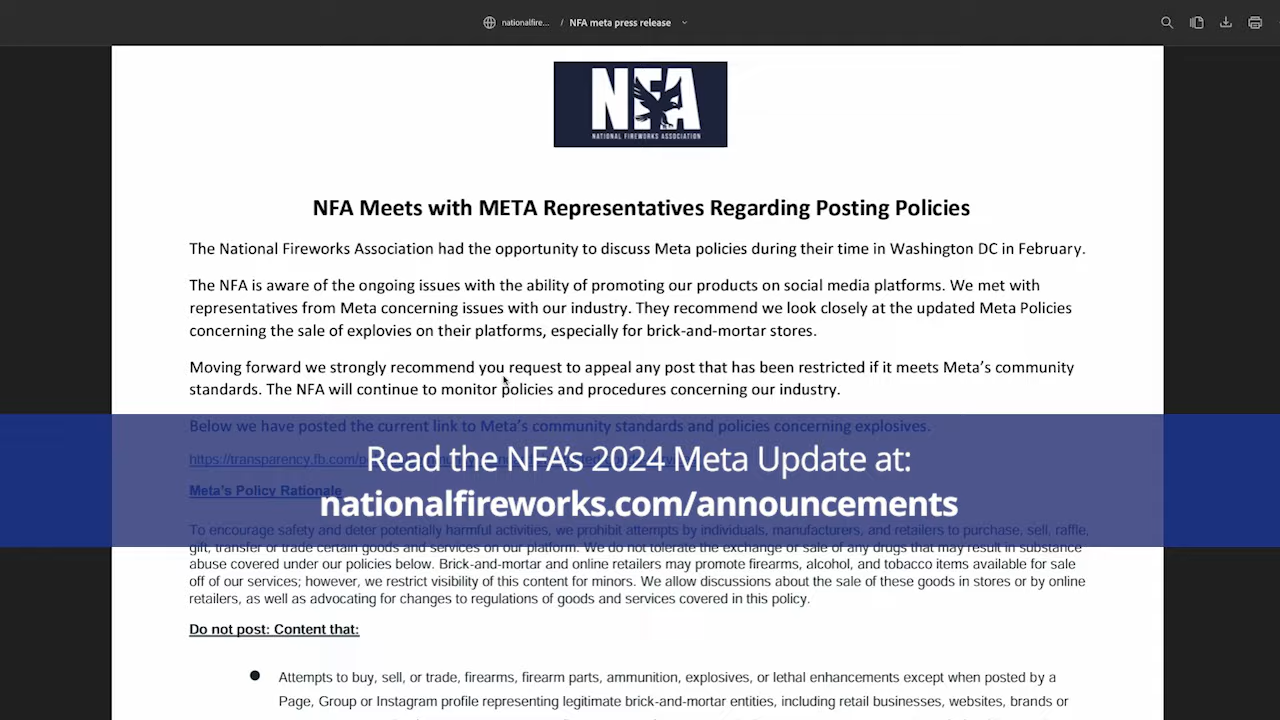 nationalfire... / NFA meta press release
NFA
NATIONAL FIREWORKS ASSOCIATION
NFA Meets with META Representatives Regarding Posting Policies
The National Fireworks Association had the opportunity to discuss Meta policies during their time in Washington DC in February.
The NFA is aware of the ongoing issues with the ability of promoting our products on social media platforms. We met with
representatives from Meta concerning issues with our industry. They recommend we look closely at the updated Meta Policies
concerning the sale of explovies on their platforms, especially for brick-and-mortar stores.
Moving forward we strongly recommend you request to appeal any post that has been restricted if it meets Meta's community
standards. The NFA will continue to monitor policies and procedures concerning our industry.
Below we have posted the current link to Meta's community standards and policies concerning explosives.
https://transparency.fb.com/p
Read the NFA's 2024 Meta Update at:
Meta's Policy Rationale
nationalfireworks.com/announcements
To encourage safety and deter potentially harmful activities, we prohibit attempts by individuals, manufacturers, and retailers to purchase, sell, raffle,
gift, transfer or trade certain goods and services on our platform. We do not tolerate the exchange or sale of any drugs that may result in substance
abuse covered under our policies below. Brick-and-mortar and online retailers may promote firearms, alcohol, and tobacco items available for sale
off of our services; however, we restrict visibility of this content for minors. We allow discussions about the sale of these goods in stores or by online
retailers, as well as advocating for changes to regulations of goods and services covered in this policy.
Do not post: Content that:
● Attempts to buy, sell, or trade, firearms, firearm parts, ammunition, explosives, or lethal enhancements except when posted by a
Page, Group or Instagram profile representing legitimate brick-and-mortar entities, including retail businesses, websites, brands or